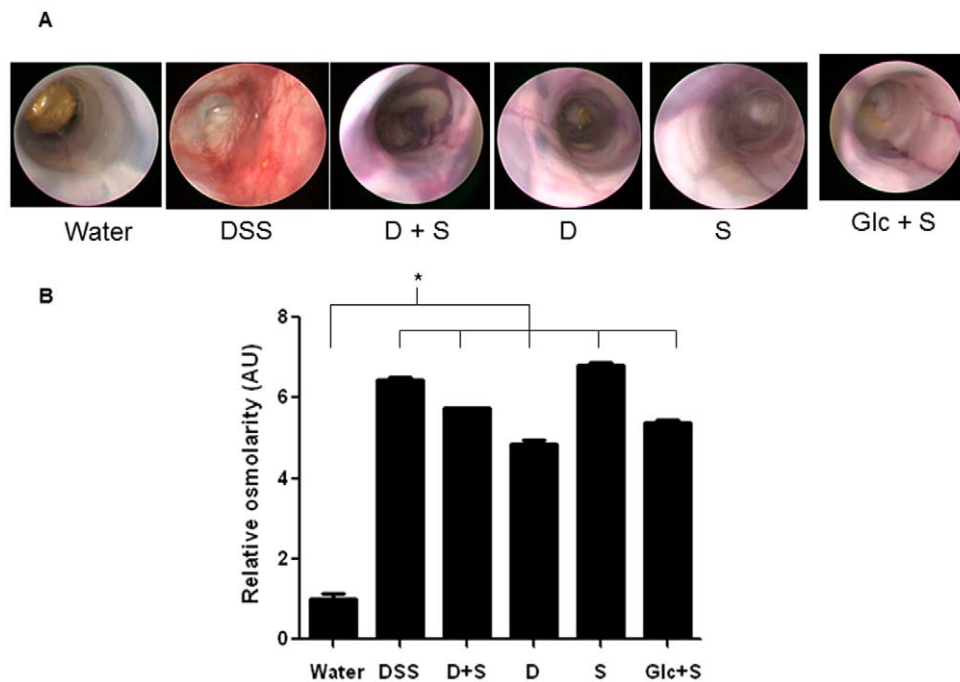 A
Water DSS D + S D S Glc + S
B
*
Relative osmolarity (AU)
8
6
4
2
0
Water DSS D+S D S Glc+S